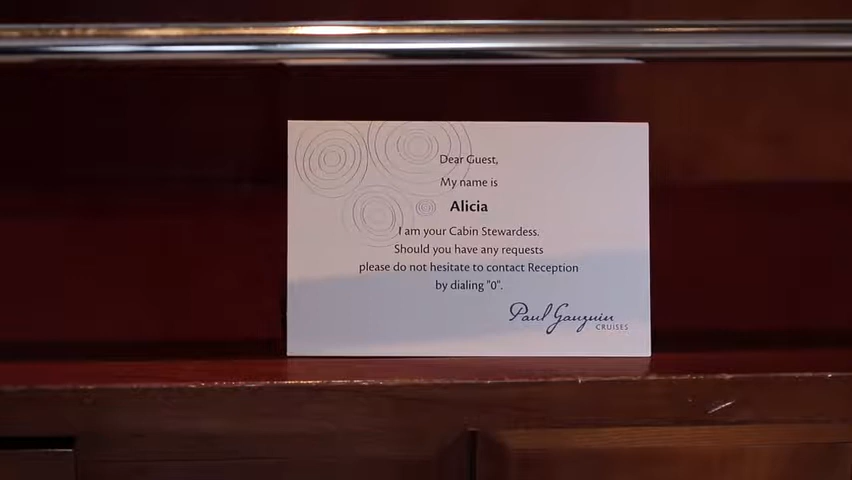 Dear Guest,
My name is
Alicia
I am your Cabin Stewardess.
Should you have any requests
please do not hesitate to contact Reception
by dialing "0".
Paul Gauguin
CRUISES